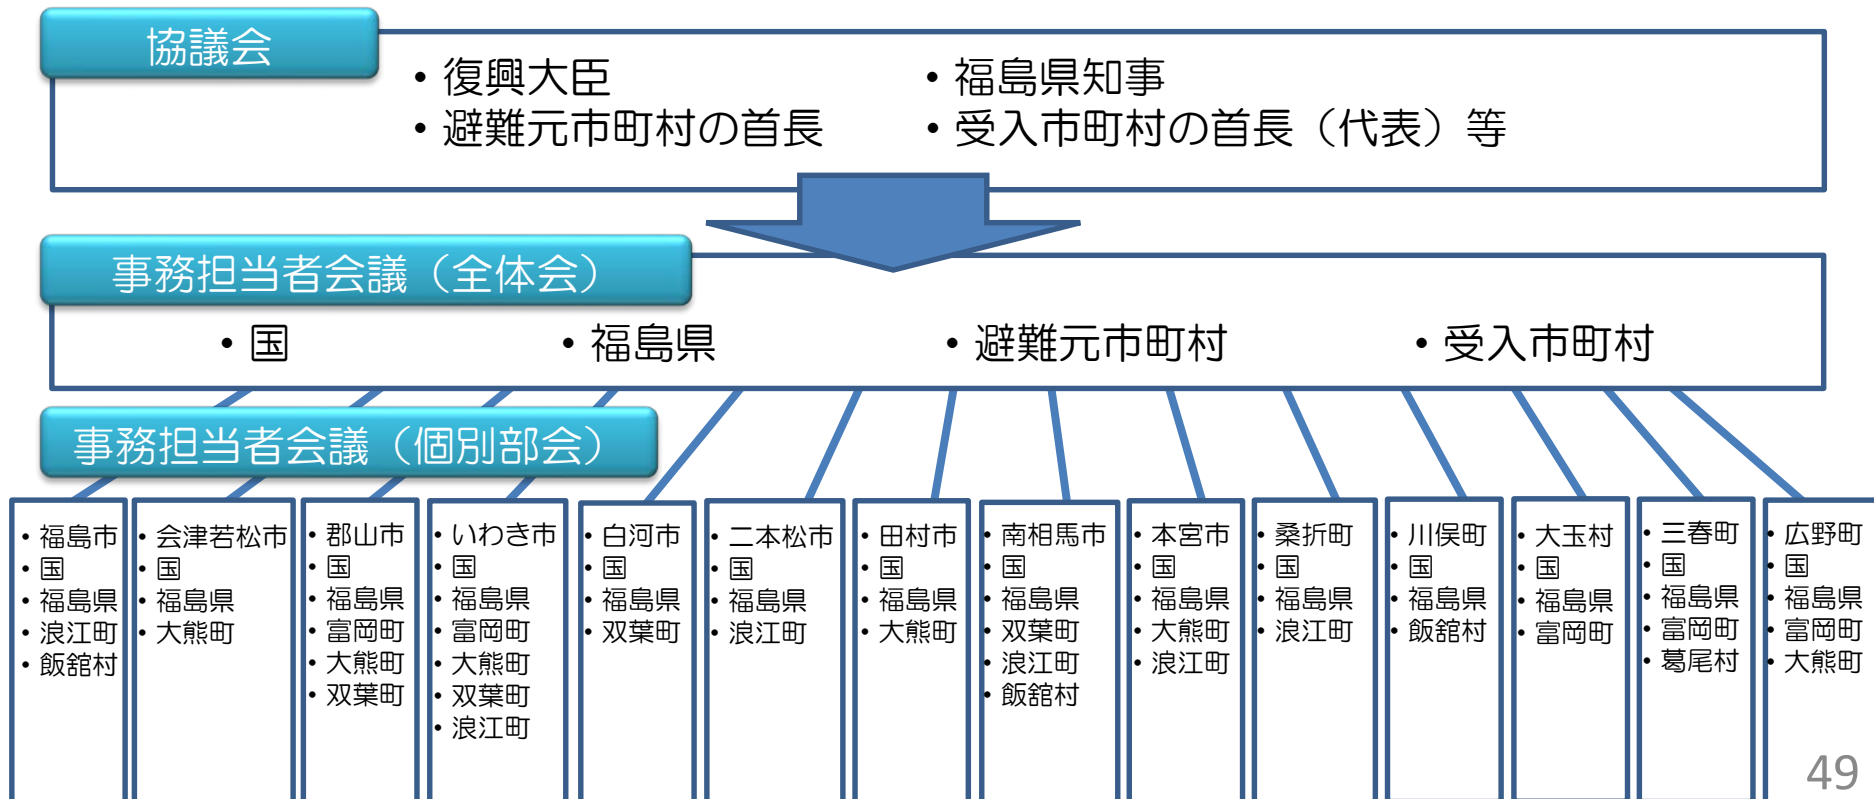 協議会
・復興大臣
・福島県知事
・避難元市町村の首長
・受入市町村の首長（代表）等
事務担当者会議（全体会）
・国
・福島県
・避難元市町村
・受入市町村
事務担当者会議（個別部会）
・福島市
・国
・福島県
・浪江町
・飯舘村
・会津若松市
・国
・福島県
・大熊町
・郡山市
・国
・福島県
・富岡町
・大熊町
・双葉町
・いわき市
・国
・福島県
・富岡町
・大熊町
・双葉町
・浪江町
・白河市
・国
・福島県
・双葉町
・二本松市
・国
・福島県
・浪江町
・田村市
・国
・福島県
・大熊町
・南相馬市
・国
・福島県
・双葉町
・浪江町
・飯舘村
・本宮市
・国
・福島県
・大熊町
・浪江町
・桑折町
・国
・福島県
・浪江町
・川俣町
・国
・福島県
・飯舘村
・大玉村
・国
・福島県
・富岡町
・三春町
・国
・福島県
・富岡町
・葛尾村
・広野町
・国
・福島県
・富岡町
・大熊町
49